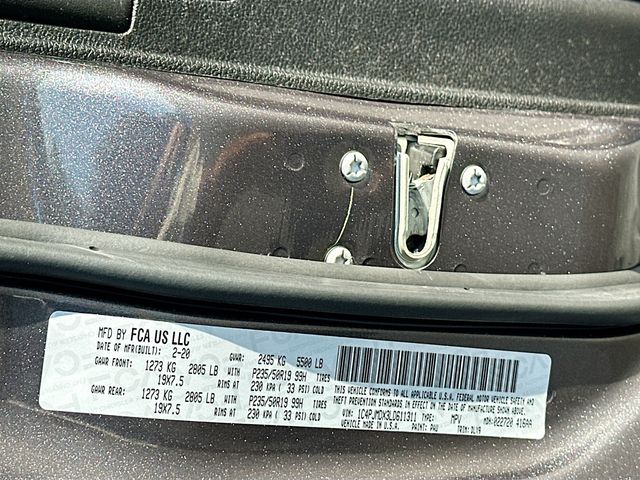 MFD BY FCA US LLC
DATE OF MFR(BUILT): 2-20 GVWR: 2495 KG 5500 LB
GAWR FRONT: 1273 KG 2805 LB P235/50R19 99H TIRES
19X7.5 RIMS AT 230 KPA ( 33 PSI) COLD
GAWR REAR: 1273 KG 2805 LB P235/50R19 99H TIRES
19X7.5 RIMS AT 230 KPA ( 33 PSI) COLD
THIS VEHICLE CONFORMS TO ALL APPLICABLE U.S.A. FEDERAL MOTOR VEHICLE SAFETY AND
THEFT PREVENTION STANDARDS IN EFFECT ON THE DATE OF MANUFACTURE SHOWN ABOVE.
VIN: 1C4PJMDX3LD611311 TYPE: MPV MDH: 022720 416AA
VEHICLE MADE IN U.S.A. PAINT: PAU TRIM: DLX9